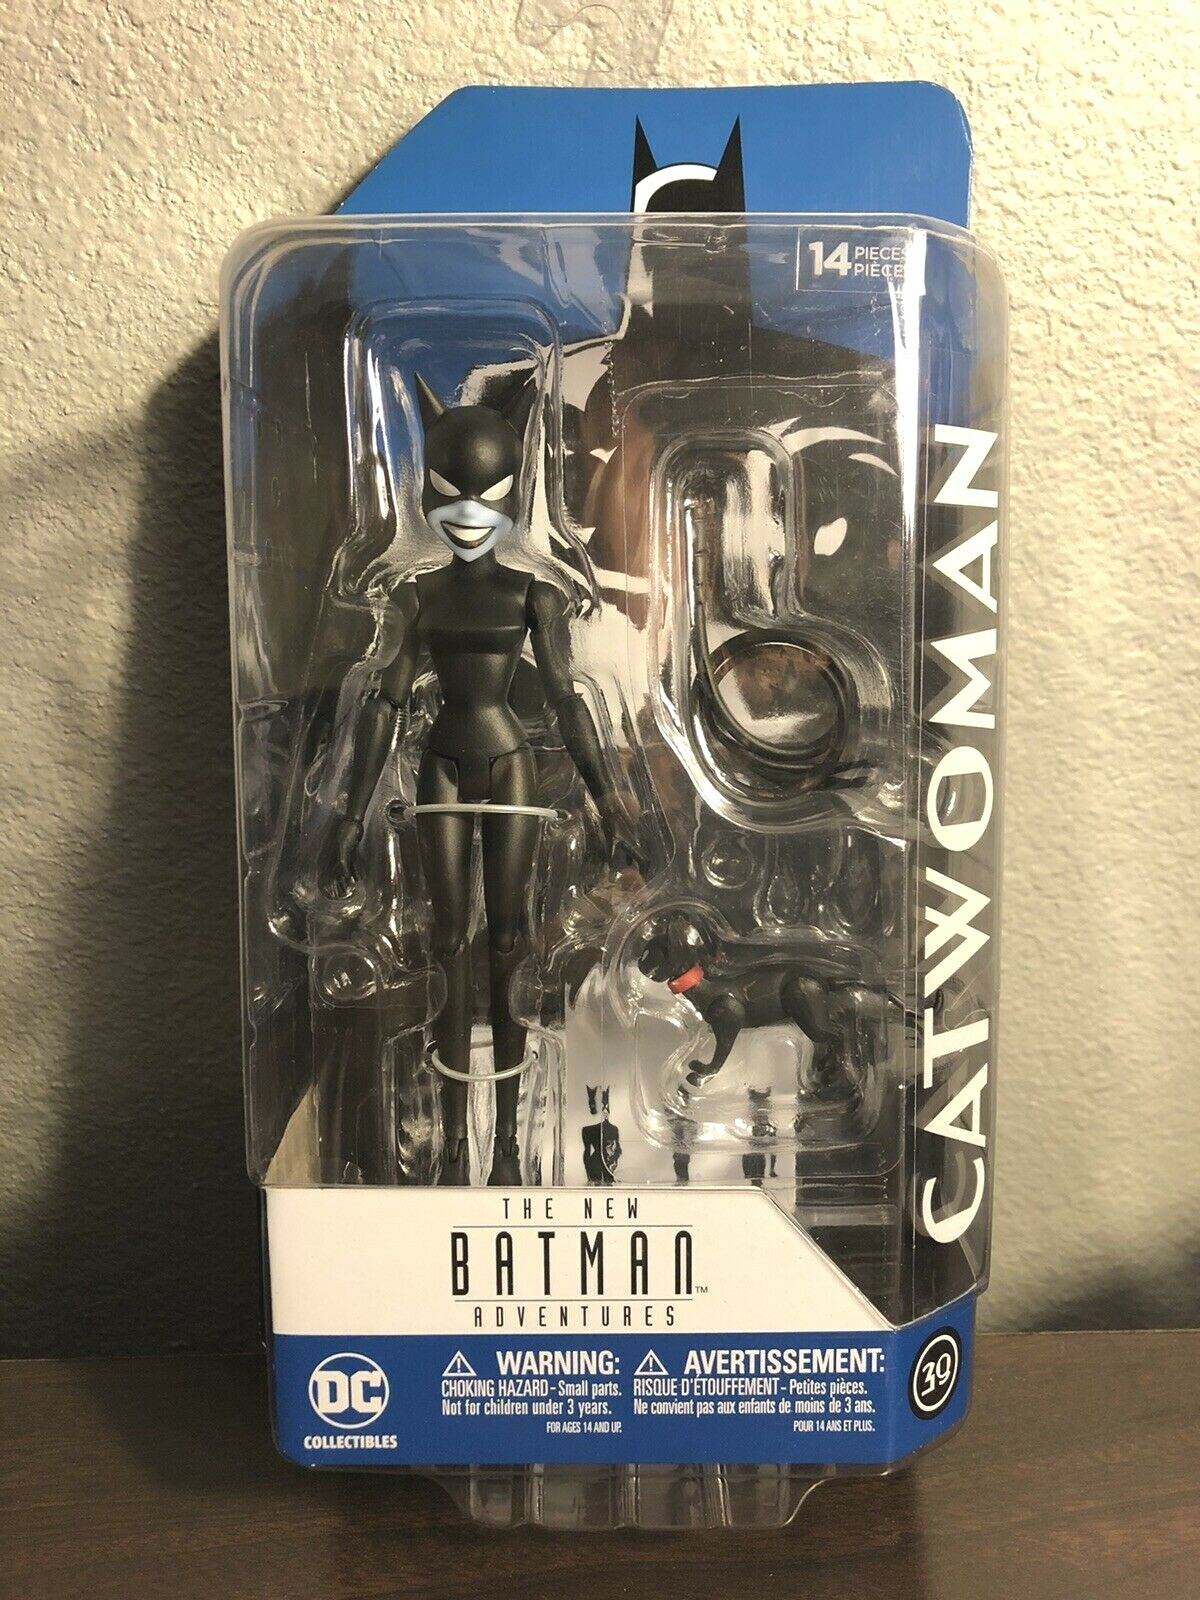 14 PIECES
PIÈCE
CATWOMAN
THE NEW
BATMAN™
ADVENTURES
DC
COLLECTIBLES
WARNING:
CHOKING HAZARD - Small parts.
Not for children under 3 years.
FOR AGES 14 AND UP.
AVERTISSEMENT:
RISQUE D'ÉTOUFFEMENT - Petites pièces.
Ne convient pas aux enfants de moins de 3 ans.
POUR 14 ANS ET PLUS.
39